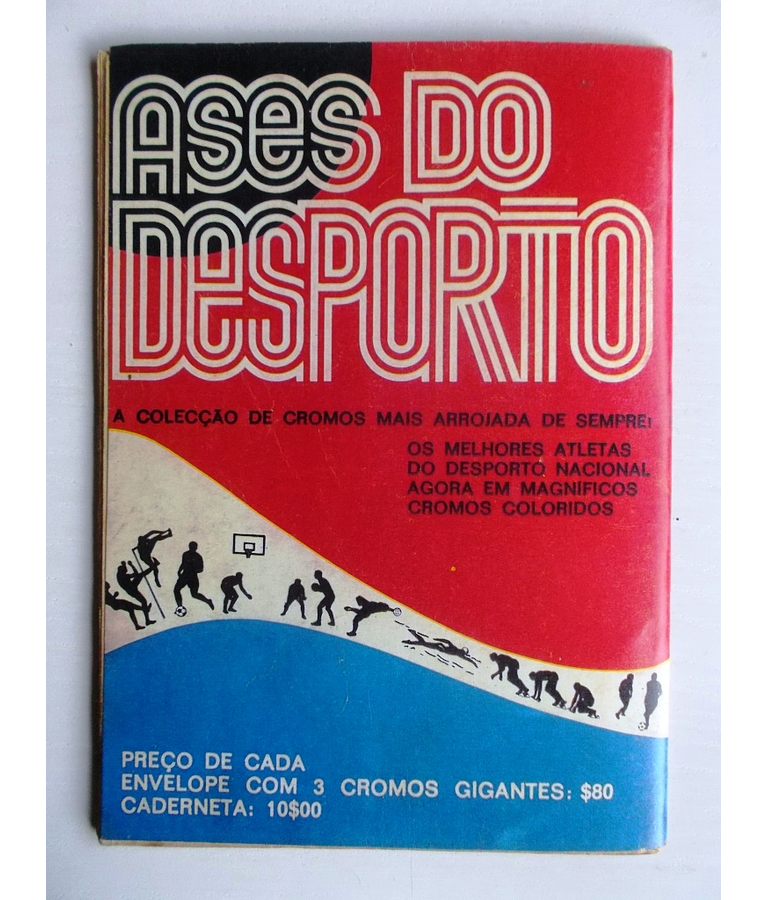 ASES DO
DESPORTO
A COLECÇÃO DE CROMOS MAIS ARROJADA DE SEMPRE!
OS MELHORES ATLETAS
DO DESPORTO NACIONAL
AGORA EM MAGNÍFICOS
CROMOS COLORIDOS
PREÇO DE CADA
ENVELOPE COM 3 CROMOS GIGANTES: $80
CADERNETA: 10$00